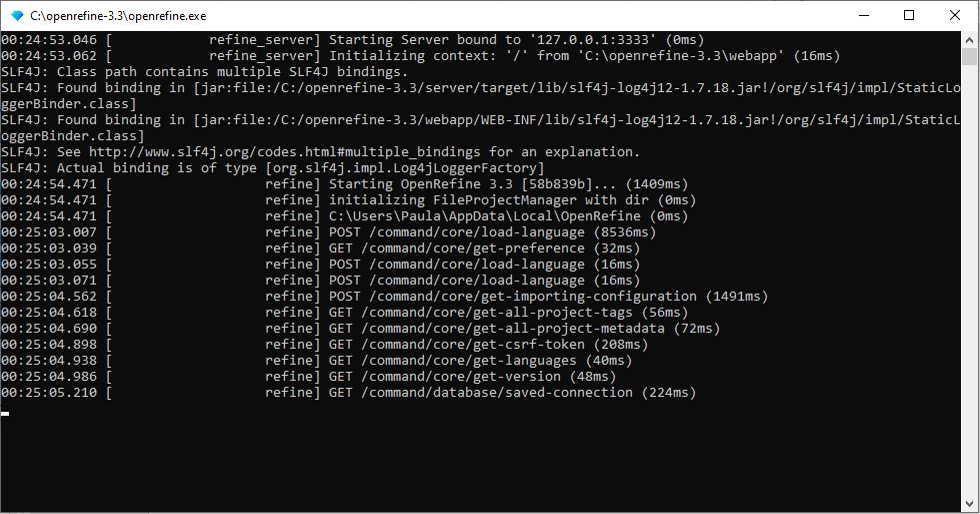 C:\openrefine-3.3\openrefine.exe
00:24:53.046 [            refine_server] Starting Server bound to '127.0.0.1:3333' (0ms)
00:24:53.062 [            refine_server] Initializing context: '/' from 'C:\openrefine-3.3\webapp' (16ms)
SLF4J: Class path contains multiple SLF4J bindings.
SLF4J: Found binding in [jar:file:/C:/openrefine-3.3/server/target/lib/slf4j-log4j12-1.7.18.jar!/org/slf4j/impl/StaticLo
ggerBinder.class]
SLF4J: Found binding in [jar:file:/C:/openrefine-3.3/webapp/WEB-INF/lib/slf4j-log4j12-1.7.18.jar!/org/slf4j/impl/StaticL
oggerBinder.class]
SLF4J: See http://www.slf4j.org/codes.html#multiple_bindings for an explanation.
SLF4J: Actual binding is of type [org.slf4j.impl.Log4jLoggerFactory]
00:24:54.471 [                   refine] Starting OpenRefine 3.3 [58b839b]... (1409ms)
00:24:54.471 [                   refine] initializing FileProjectManager with dir (0ms)
00:24:54.471 [                   refine] C:\Users\Paula\AppData\Local\OpenRefine (0ms)
00:25:03.007 [                   refine] POST /command/core/load-language (8536ms)
00:25:03.039 [                   refine] GET /command/core/get-preference (32ms)
00:25:03.055 [                   refine] POST /command/core/load-language (16ms)
00:25:03.071 [                   refine] POST /command/core/load-language (16ms)
00:25:04.562 [                   refine] POST /command/core/get-importing-configuration (1491ms)
00:25:04.618 [                   refine] GET /command/core/get-all-project-tags (56ms)
00:25:04.690 [                   refine] GET /command/core/get-all-project-metadata (72ms)
00:25:04.898 [                   refine] GET /command/core/get-csrf-token (208ms)
00:25:04.938 [                   refine] GET /command/core/get-languages (40ms)
00:25:04.986 [                   refine] GET /command/core/get-version (48ms)
00:25:05.210 [                   refine] GET /command/database/saved-connection (224ms)